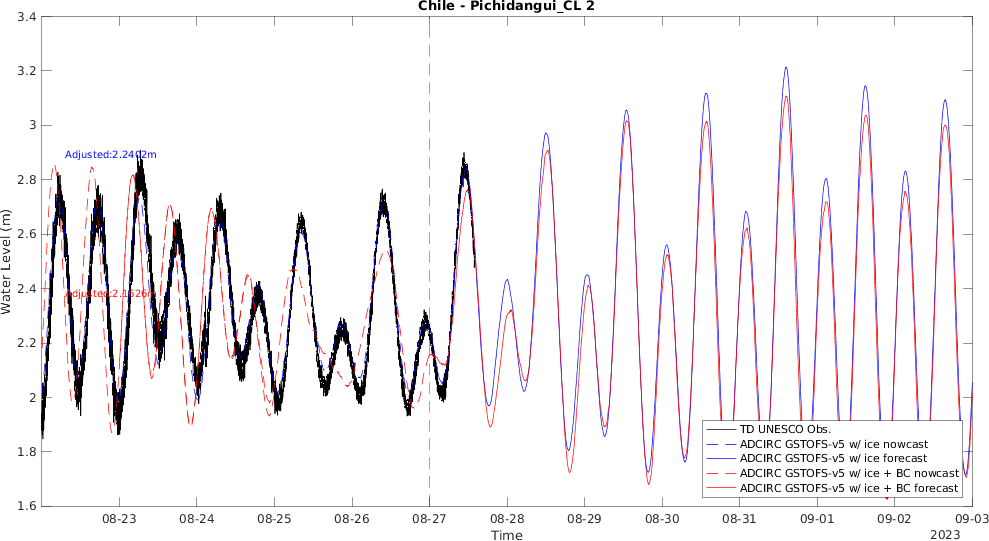 Chile - Pichidangui_CL 2
3.4
3.2
3
2.8
2.6
2.4
2.2
2
1.8
1.6
Water Level (m)
Adjusted:2.2402m
Adjusted:2.1626m
TD UNESCO Obs.
ADCIRC GSTOFS-v5 w/ ice nowcast
ADCIRC GSTOFS-v5 w/ ice forecast
ADCIRC GSTOFS-v5 w/ ice + BC nowcast
ADCIRC GSTOFS-v5 w/ ice + BC forecast
08-23 08-24 08-25 08-26 08-27 08-28 08-29 08-30 08-31 09-01 09-02 09-03
Time
2023